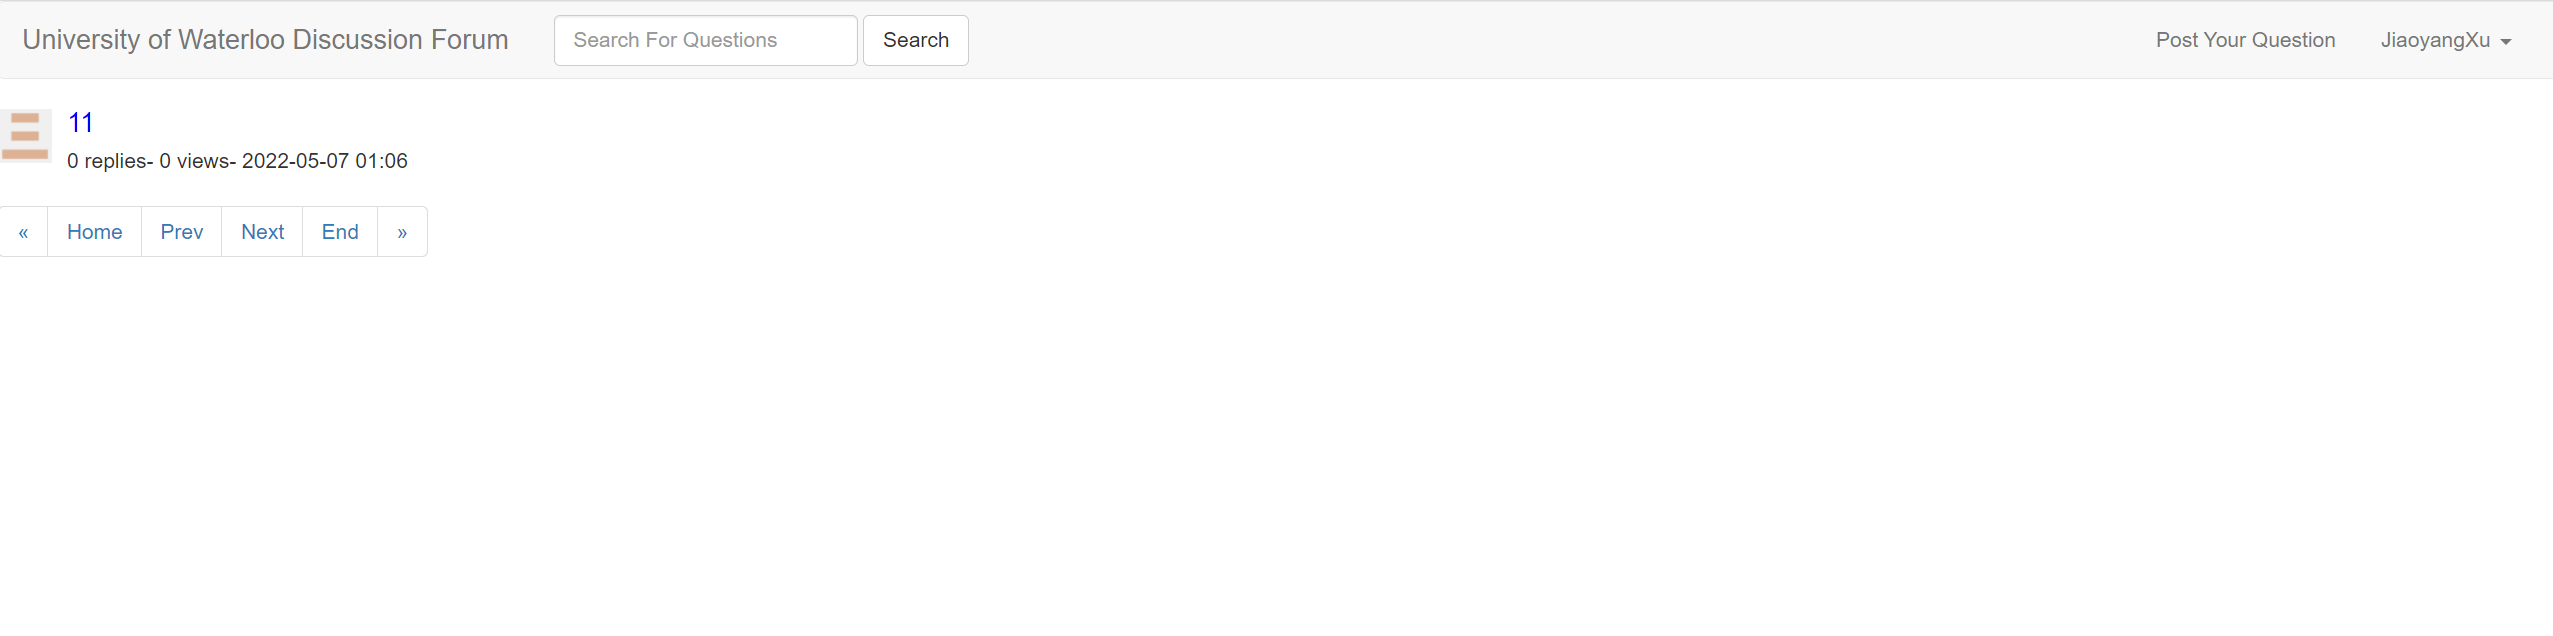 University of Waterloo Discussion Forum Search For Questions Search Post Your Question JiaoyangXu
11
0 replies- 0 views- 2022-05-07 01:06
« Home Prev Next End »